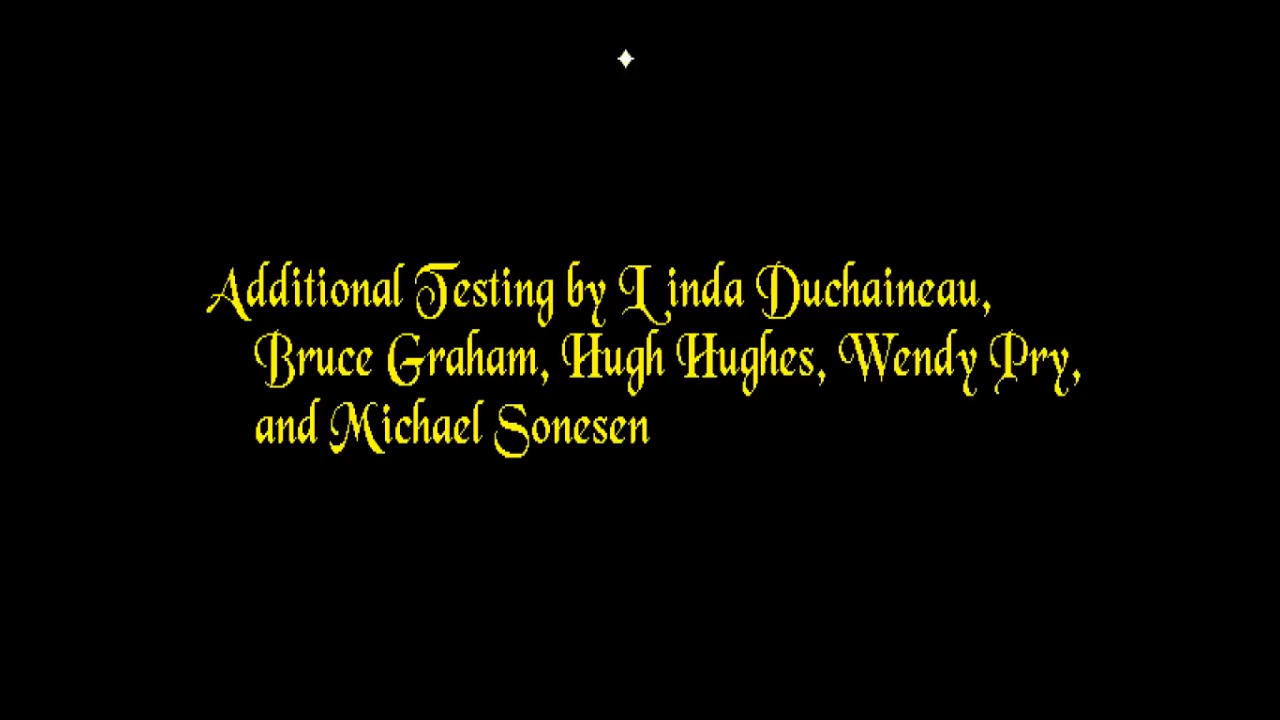 Additional Testing by Linda Duchaineau,
Bruce Graham, Hugh Hughes, Wendy Pry,
and Michael Sonesen